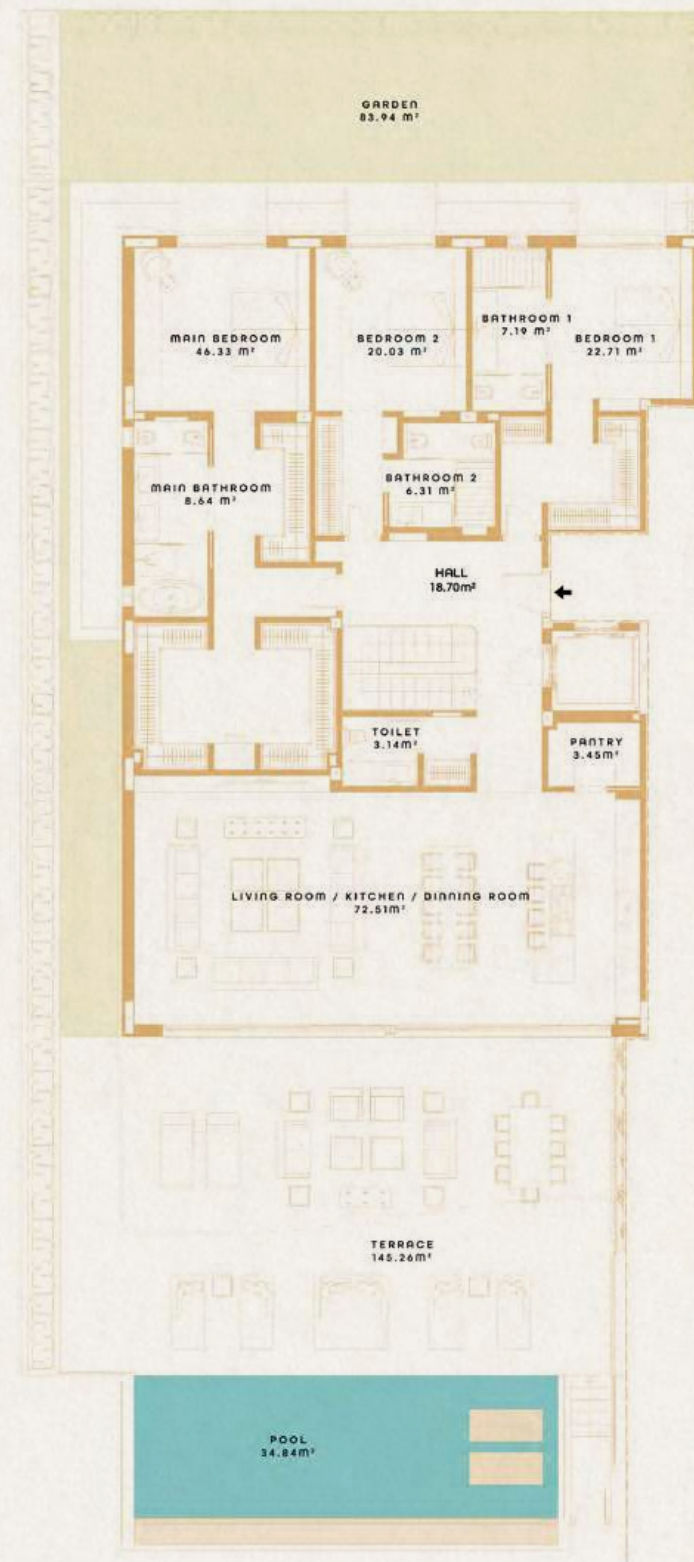 GARDEN
83.94 m²
MAIN BEDROOM
46.33 m²
BEDROOM 2
20.03 m²
BATHROOM 1
7.19 m²
BEDROOM 1
22.71 m²
MAIN BATHROOM
8.64 m²
BATHROOM 2
6.31 m²
HALL
18.70m²
TOILET
3.14m²
PANTRY
3.45m²
LIVING ROOM / KITCHEN / DINNING ROOM
72.51m²
TERRACE
145.26m²
POOL
34.84m²